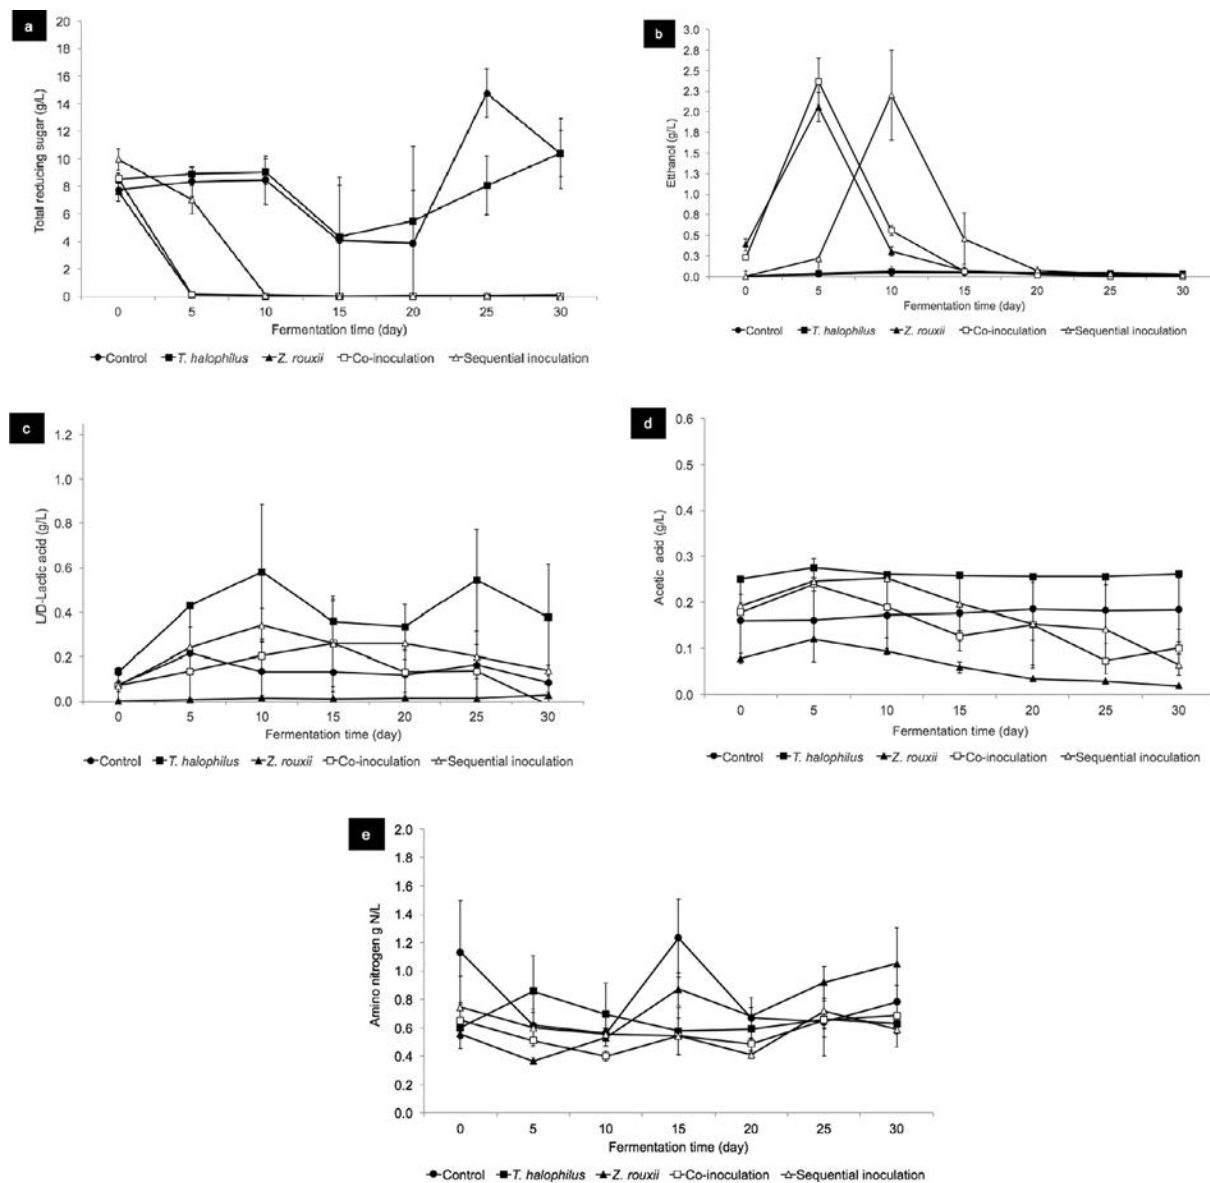 a
20
18
16
14
12
10
8
6
4
2
0
Total reducing sugar (g/L)
0 5 10 15 20 25 30
Fermentation time (day)
Control T. halophilus Z. rouxii Co-inoculation Sequential inoculation
b
3.0
2.8
2.5
2.3
2.0
1.8
1.5
1.3
1.0
0.8
0.5
0.3
0.0
Etthanol (g/L)
0 5 10 15 20 25 30
Fermentation time (day)
Control T. halophilus Z. rouxii Co-inoculation Sequential inoculation
c
1.2
1.0
0.8
0.6
0.4
0.2
0.0
L/D-Lactic acid (g/L)
0 5 10 15 20 25 30
Fermentation time (day)
Control T. halophilus Z. rouxii Co-inoculation Sequential inoculation
d
0.6
0.5
0.4
0.3
0.2
0.1
0.0
Acetic acid (g/L)
0 5 10 15 20 25 30
Fermentation time (day)
Control T. halophilus Z. rouxii Co-inoculation Sequential inoculation
e
2.0
1.8
1.6
1.4
1.2
1.0
0.8
0.6
0.4
0.2
0.0
Amino nitrogen g N/L
0 5 10 15 20 25 30
Fermentation time (day)
Control T. halophilus Z. rouxii Co-inoculation Sequential inoculation